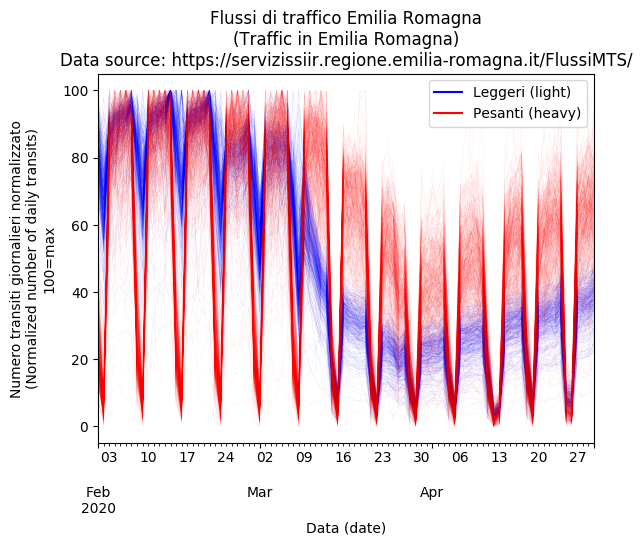 Flussi di traffico Emilia Romagna
(Traffic in Emilia Romagna)
Data source: https://servizissiir.regione.emilia-romagna.it/FlussiMTS/
Numero transiti giornalieri normalizzato
(Normalized number of daily transits)
100=max
100
80
60
40
20
0
Leggeri (light)
Pesanti (heavy)
03 10 17 24 02 09 16 23 30 06 13 20 27
Feb Mar Apr
2020
Data (date)